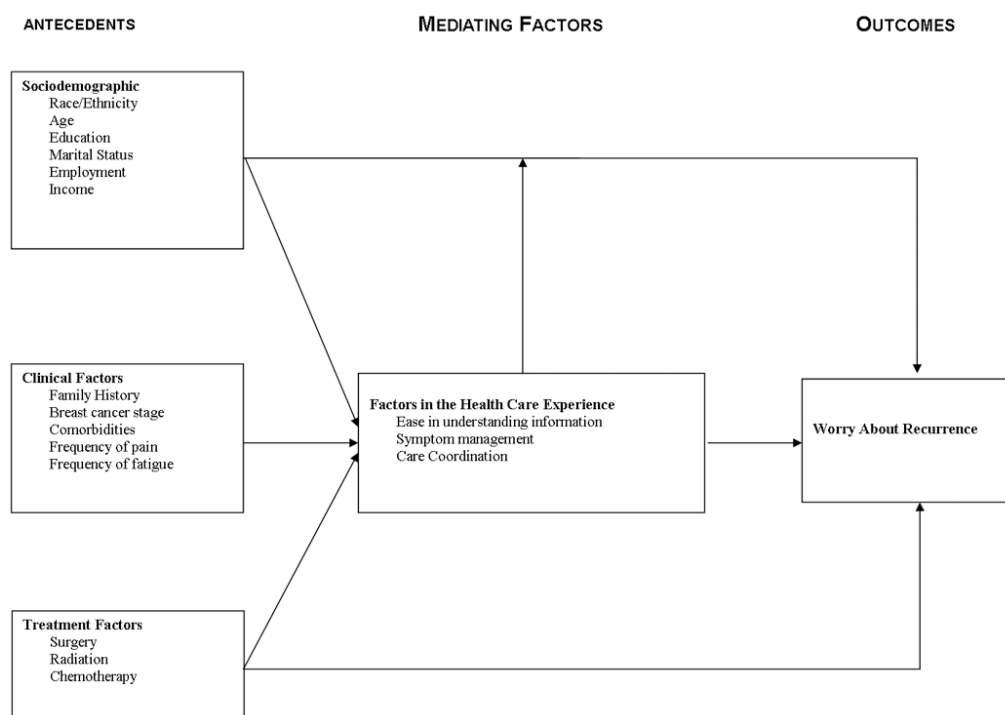 ANTECEDENTS
MEDIATING FACTORS
OUTCOMES
Sociodemographic
Race/Ethnicity
Age
Education
Marital Status
Employment
Income
Clinical Factors
Family History
Breast cancer stage
Comorbidities
Frequency of pain
Frequency of fatigue
Factors in the Health Care Experience
Ease in understanding information
Symptom management
Care Coordination
Worry About Recurrence
Treatment Factors
Surgery
Radiation
Chemotherapy